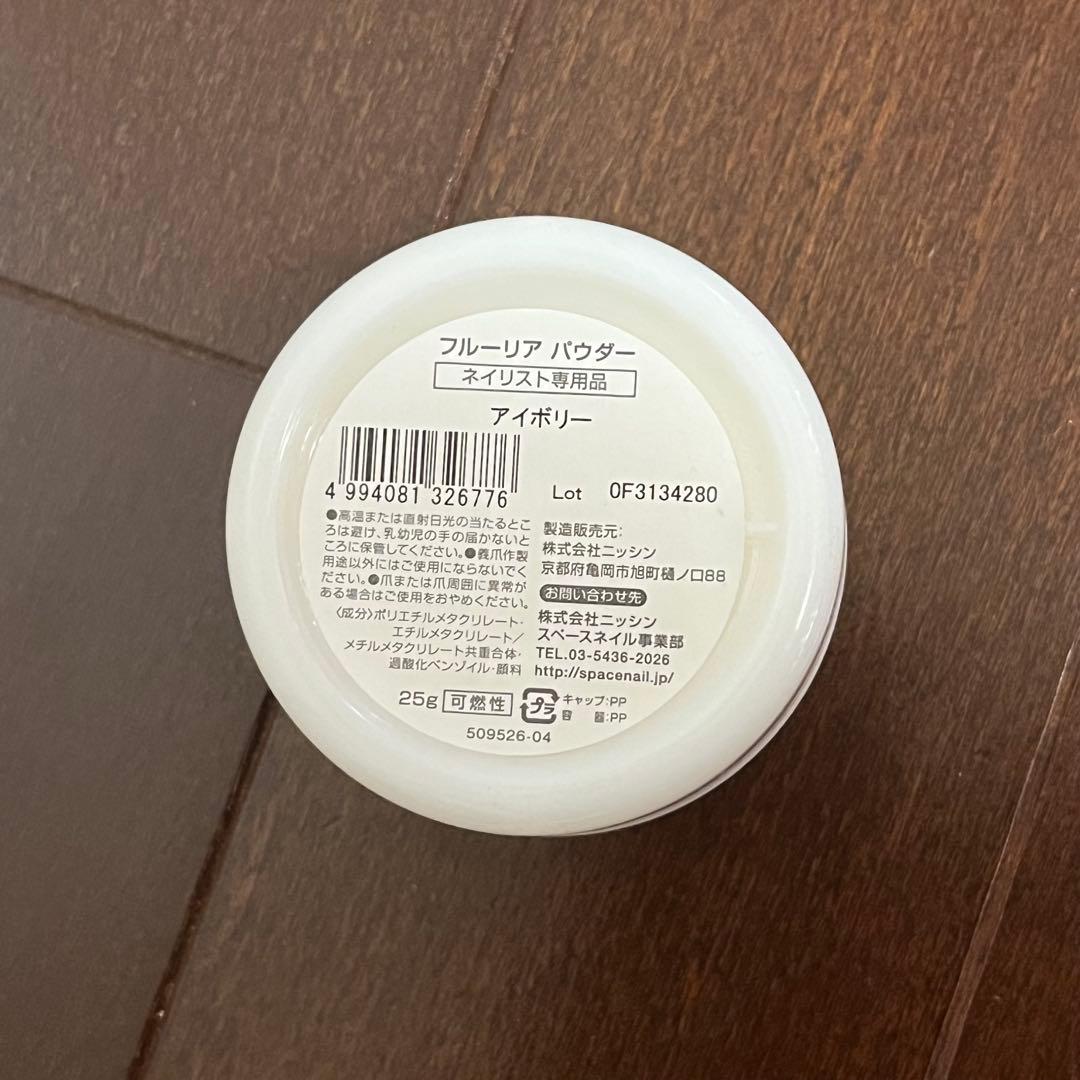 フルーリア パウダー
ネイリスト専用品
アイボリー
4 994081 326776
Lot 0F3134280
●高温または直射日光の当たるとこ
ろは避け、乳幼児の手の届かないと
ころに保管してください。●義爪作製
用途以外にはご使用にならないでく
ださい。●爪または爪周囲に異常が
ある場合はご使用をおやめください。
〈成分〉ポリエチルメタクリレート・
エチルメタクリレート/
メチルメタクリレート共重合体・
過酸化ベンゾイル・顔料
製造販売元:
株式会社ニッシン
京都府亀岡市旭町樋ノ口88
お問い合わせ先
株式会社ニッシン
スペースネイル事業部
TEL.03-5436-2026
http://spacenail.jp/
25g 可燃性 プラ キャップ:PP
容 器:PP
509526-04